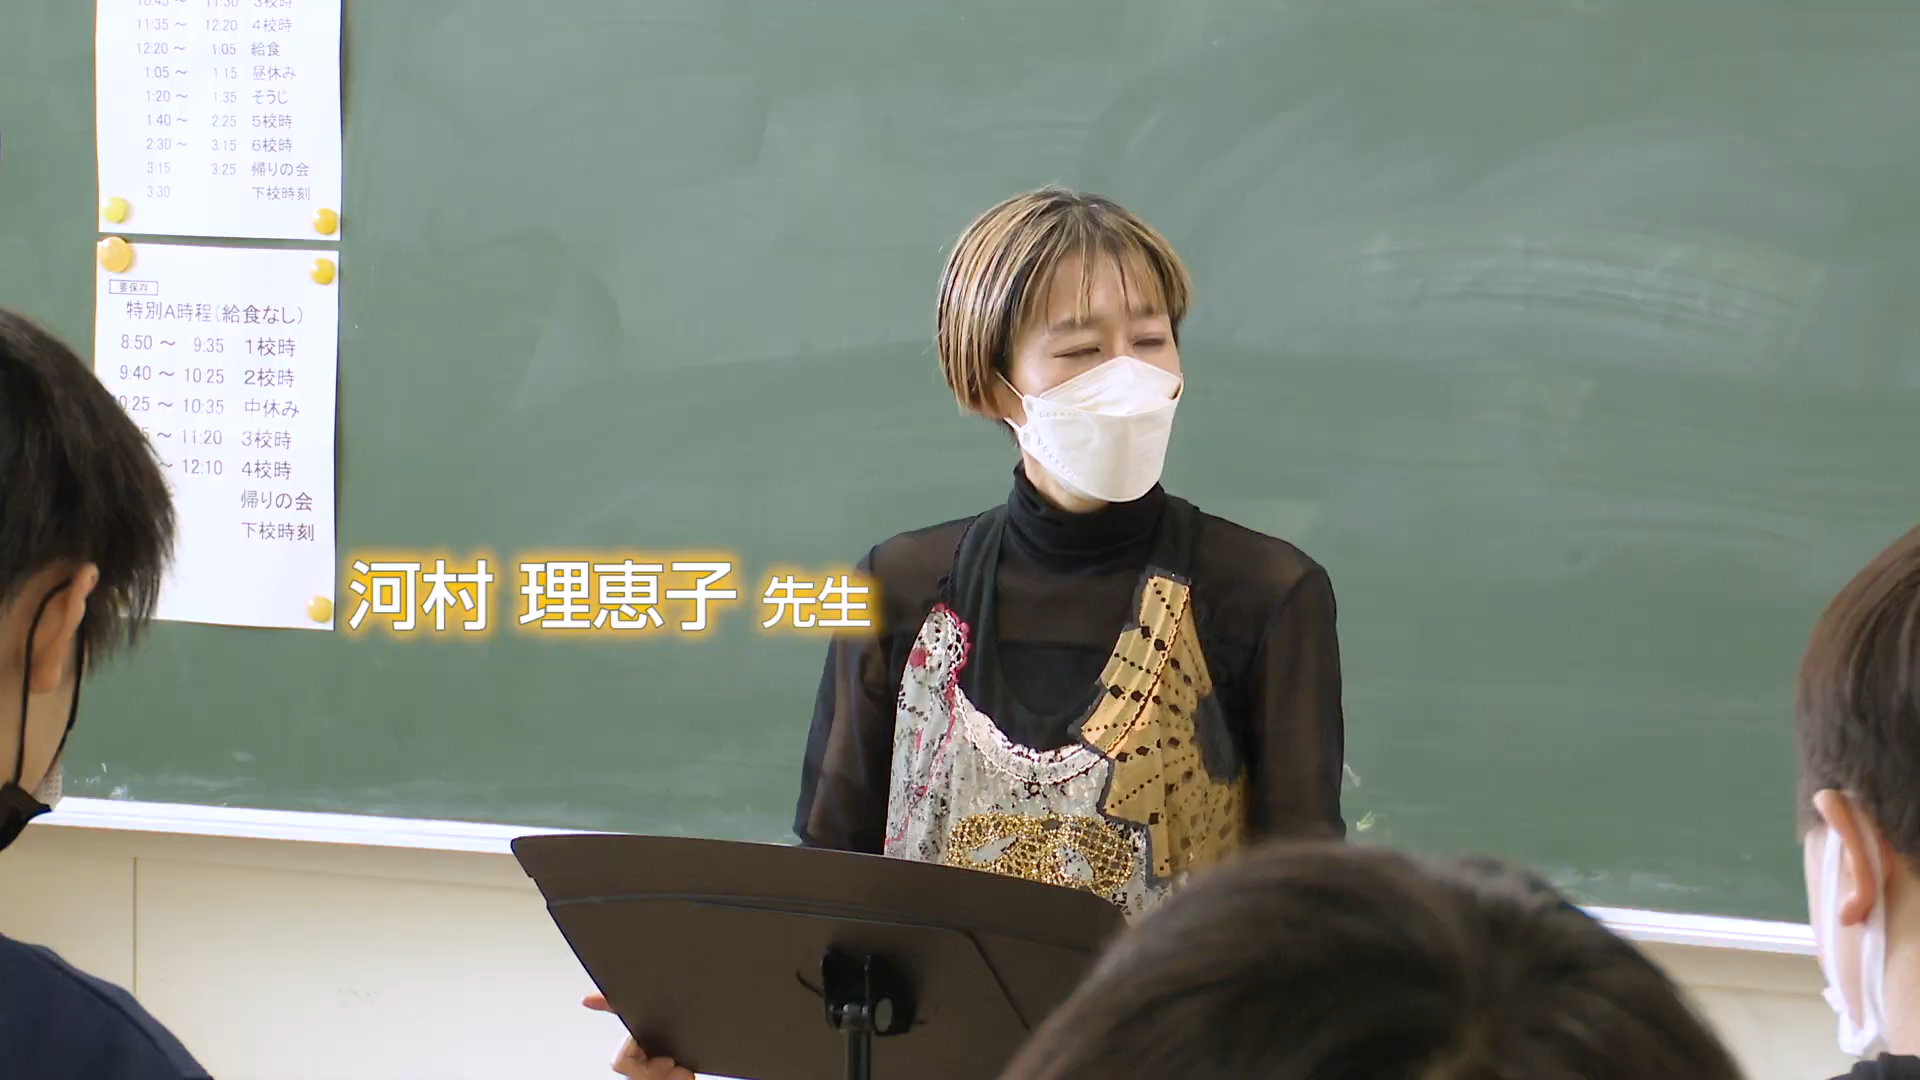 3校時
11:35 ～ 12:20 4校時
12:20 ～ 1:05 給食
1:05 ～ 1:15 昼休み
1:20 ～ 1:35 そうじ
1:40 ～ 2:25 5校時
2:30 ～ 3:15 6校時
3:15 3:25 帰りの会
3:30 下校時刻
要保存
特別A時程(給食なし)
8:50 ～ 9:35 1校時
9:40 ～ 10:25 2校時
0:25 ～ 10:35 中休み
5 ～ 11:20 3校時
～ 12:10 4校時
帰りの会
下校時刻
河村 理恵子 先生